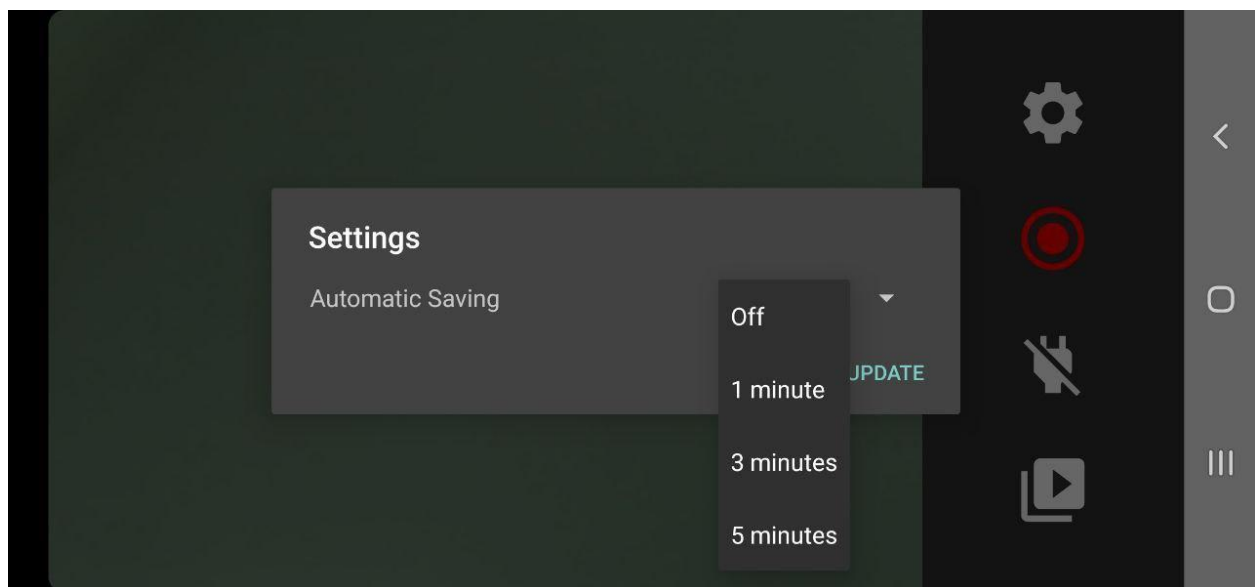 Settings
Automatic Saving
Off
UPDATE
1 minute
3 minutes
5 minutes